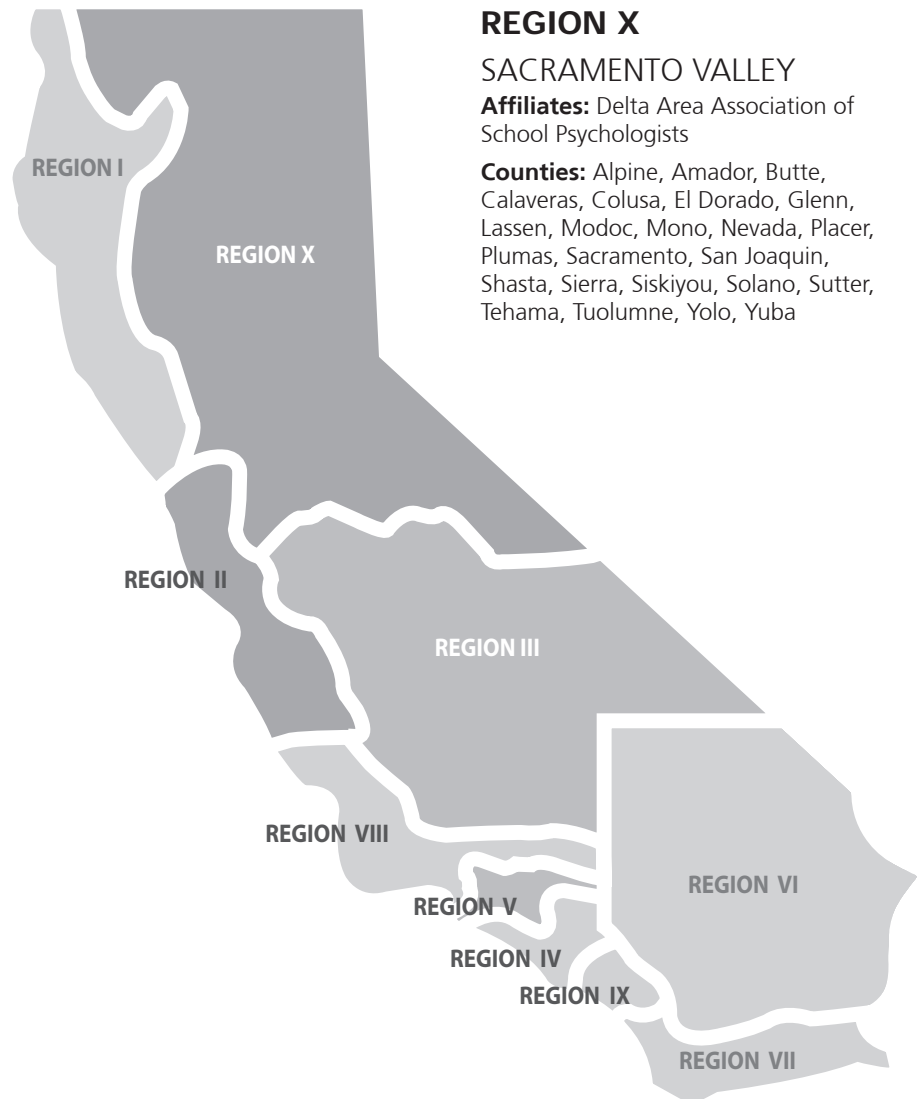 REGION X
SACRAMENTO VALLEY
Affiliates: Delta Area Association of
School Psychologists
Counties: Alpine, Amador, Butte,
Calaveras, Colusa, El Dorado, Glenn,
Lassen, Modoc, Mono, Nevada, Placer,
Plumas, Sacramento, San Joaquin,
Shasta, Sierra, Siskiyou, Solano, Sutter,
Tehama, Tuolumne, Yolo, Yuba
REGION I
REGION X
REGION II
REGION III
REGION VIII
REGION VI
REGION V
REGION IV
REGION IX
REGION VII